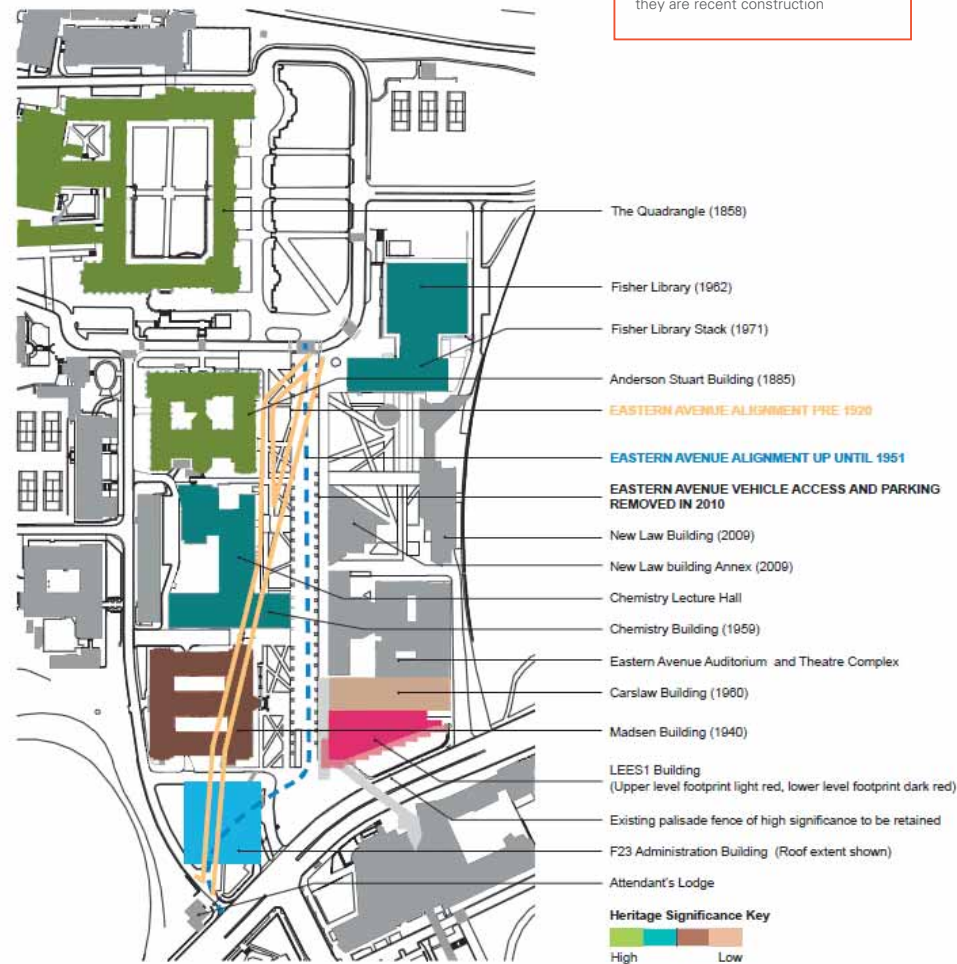 they are recent construction
The Quadrangle (1858)
Fisher Library (1962)
Fisher Library Stack (1971)
Anderson Stuart Building (1885)
EASTERN AVENUE ALIGNMENT PRE 1920
EASTERN AVENUE ALIGNMENT UP UNTIL 1951
EASTERN AVENUE VEHICLE ACCESS AND PARKING
REMOVED IN 2010
New Law Building (2009)
New Law building Annex (2009)
Chemistry Lecture Hall
Chemistry Building (1959)
Eastern Avenue Auditorium and Theatre Complex
Carslaw Building (1960)
Madsen Building (1940)
LEES1 Building
(Upper level footprint light red, lower level footprint dark red)
Existing palisade fence of high significance to be retained
F23 Administration Building (Roof extent shown)
Attendant's Lodge
Heritage Significance Key
High Low